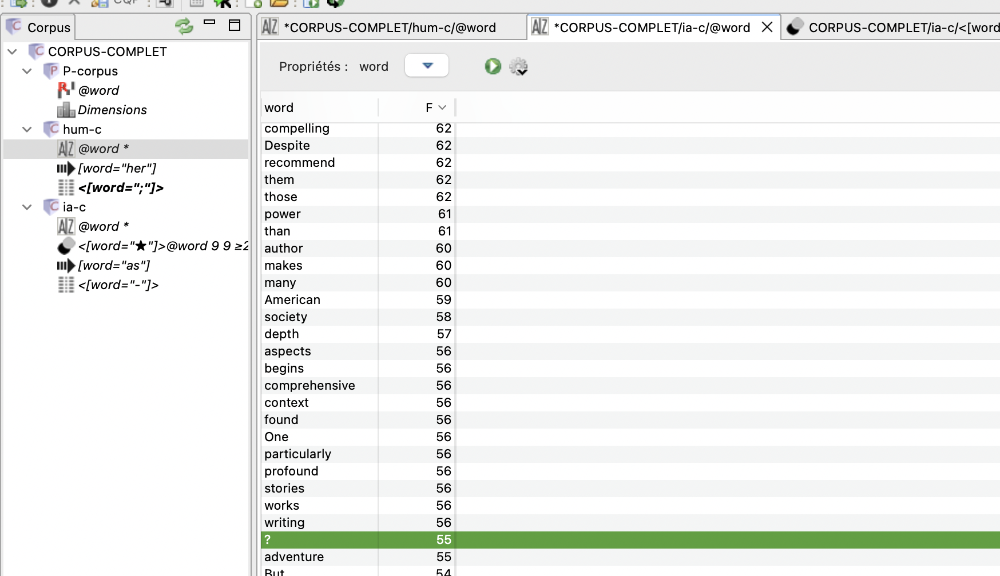 CQP
Corpus
CORPUS-COMPLET
P-corpus
@word
Dimensions
hum-c
@word *
[word="her"]
<[word=";"]>
ia-c
@word *
<[word="★"]>@word 9 9 ≥2
[word="as"]
<[word="-"]>
*CORPUS-COMPLET/hum-c/@word
*CORPUS-COMPLET/ia-c/@word
CORPUS-COMPLET/ia-c/<[word
Propriétés : word
word F
compelling 62
Despite 62
recommend 62
them 62
those 62
power 61
than 61
author 60
makes 60
many 60
American 59
society 58
depth 57
aspects 56
begins 56
comprehensive 56
context 56
found 56
One 56
particularly 56
profound 56
stories 56
works 56
writing 56
? 55
adventure 55
But 54